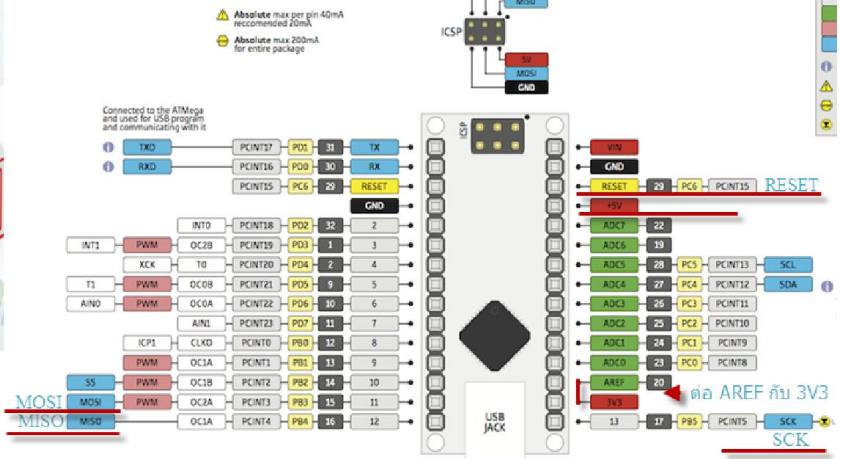 MISO
Absolute max per pin 40mA
reccomended 20mA
Absolute max 200mA
for entire package
ICSP
5V
MOSI
GND
Connected to the ATMega
and used for USB program
and communicating with it
ICSP
TXD PCINT17 PD1 31 TX
VIN
RXD PCINT16 PD0 30 RX
GND
PCINT15 PC6 29 RESET
RESET 29 PC6 PCINT15 RESET
GND
+5V
INT0 PCINT18 PD2 32 2
ADC7 22
INT1 PWM OC2B PCINT19 PD3 1 3
ADC6 19
XCK T0 PCINT20 PD4 2 4
ADC5 28 PC5 PCINT13 SCL
T1 PWM OC0B PCINT21 PD5 9 5
ADC4 27 PC4 PCINT12 SDA
AIN0 PWM OC0A PCINT22 PD6 10 6
ADC3 26 PC3 PCINT11
AIN1 PCINT23 PD7 11 7
ADC2 25 PC2 PCINT10
ICP1 CLKO PCINT0 PB0 12 8
ADC1 24 PC1 PCINT9
PWM OC1A PCINT1 PB1 13 9
ADC0 23 PC0 PCINT8
SS PWM OC1B PCINT2 PB2 14 10
AREF 20 ต่อ AREF กับ 3V3
MOSI MOSI PWM OC2A PCINT3 PB3 15 11
3V3
MISO MISO OC1A PCINT4 PB4 16 12
13 17 PB5 PCINT5 SCK
SCK
USB
JACK